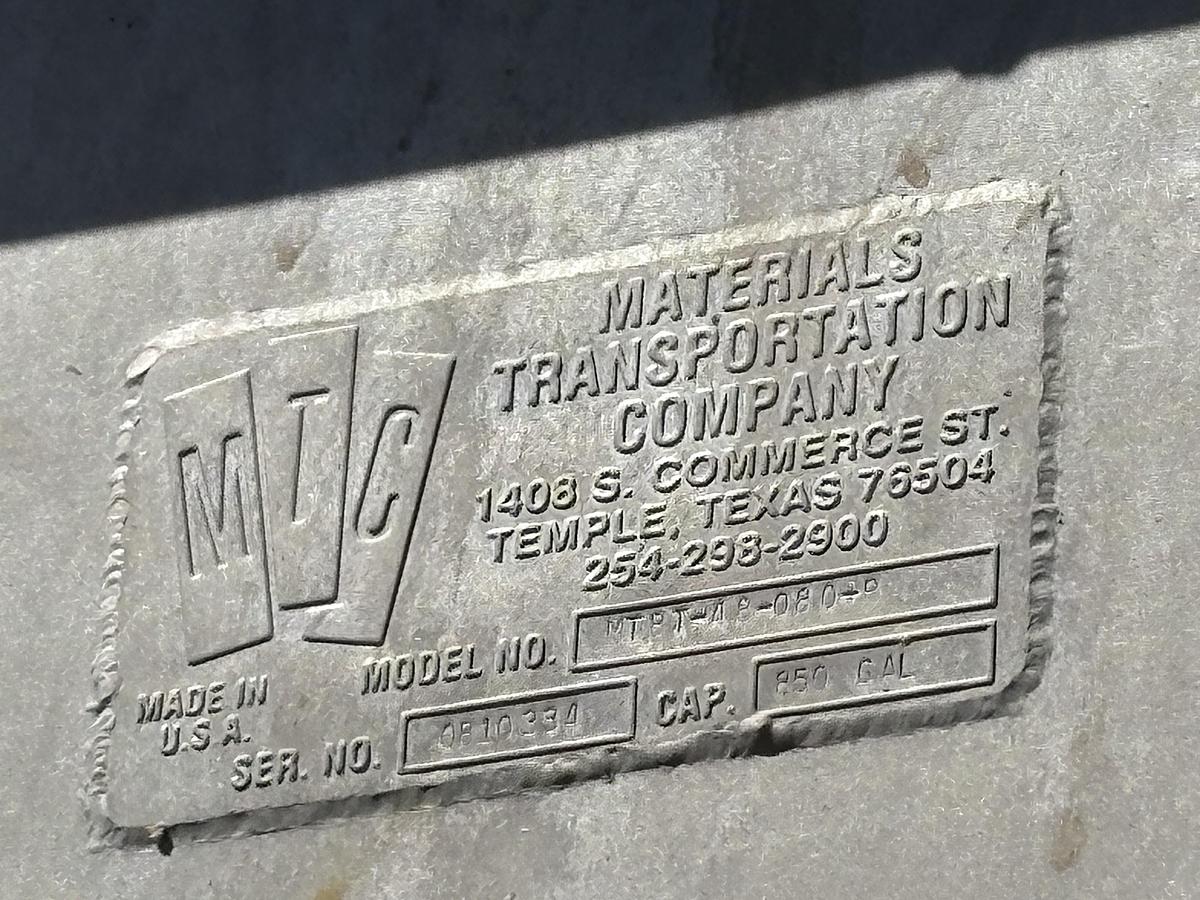 MTC
MATERIALS
TRANSPORTATION
COMPANY
1408 S. COMMERCE ST.
TEMPLE, TEXAS 76504
254-298-2900
MODEL NO.
MADE IN
U.S.A.
SER. NO. 0810394
CAP. 850 GAL